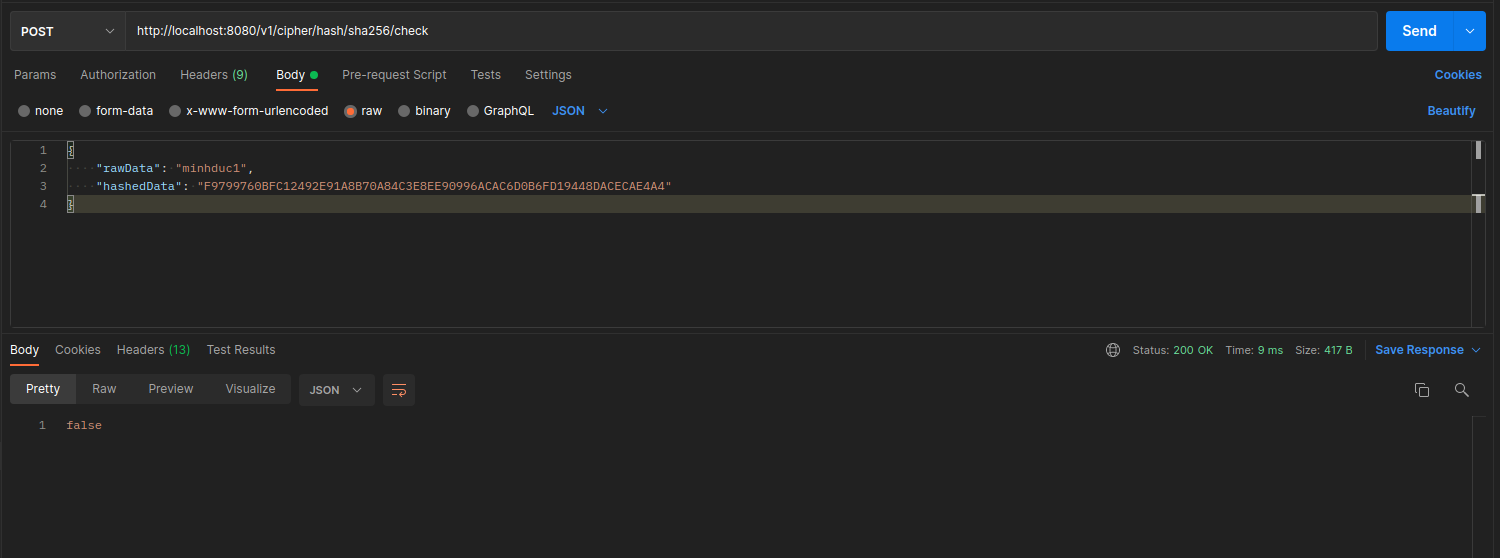 POST http://localhost:8080/v1/cipher/hash/sha256/check Send
Params Authorization Headers (9) Body Pre-request Script Tests Settings Cookies
none form-data x-www-form-urlencoded raw binary GraphQL JSON Beautify
1 {
2 "rawData": "minhduc1",
3 "hashedData": "F9799760BFC12492E91A8B70A84C3E8EE90996ACAC6D0B6FD19448DACECAE4A4"
4 }
Body Cookies Headers (13) Test Results Status: 200 OK Time: 9 ms Size: 417 B Save Response
Pretty Raw Preview Visualize JSON
1 false